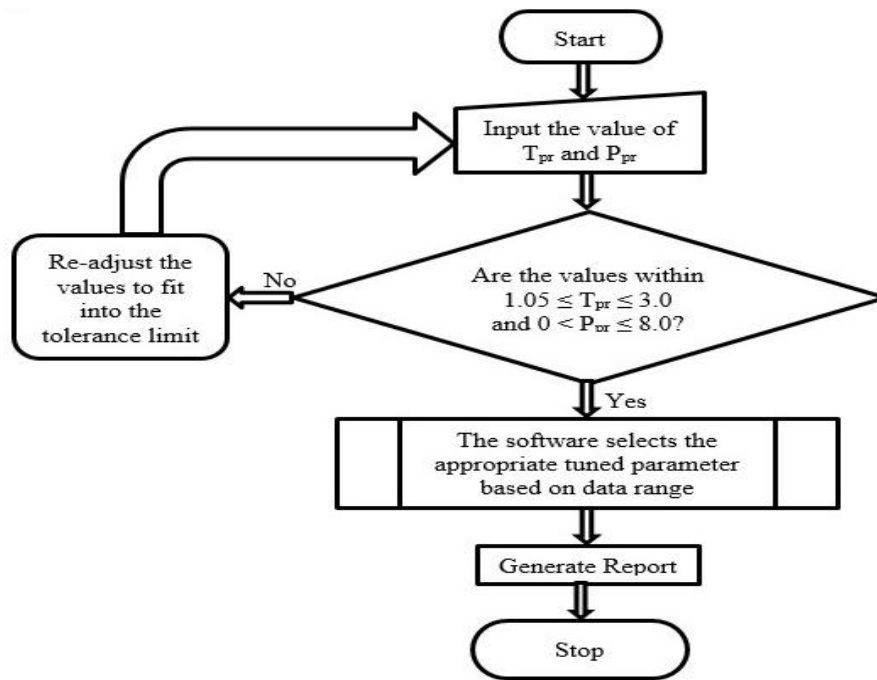 Start
Input the value of
Tpr and Ppr
Are the values within
1.05 ≤ Tpr ≤ 3.0
and 0 < Ppr ≤ 8.0?
No
Re-adjust the
values to fit
into the
tolerance limit
Yes
The software selects the
appropriate tuned parameter
based on data range
Generate Report
Stop